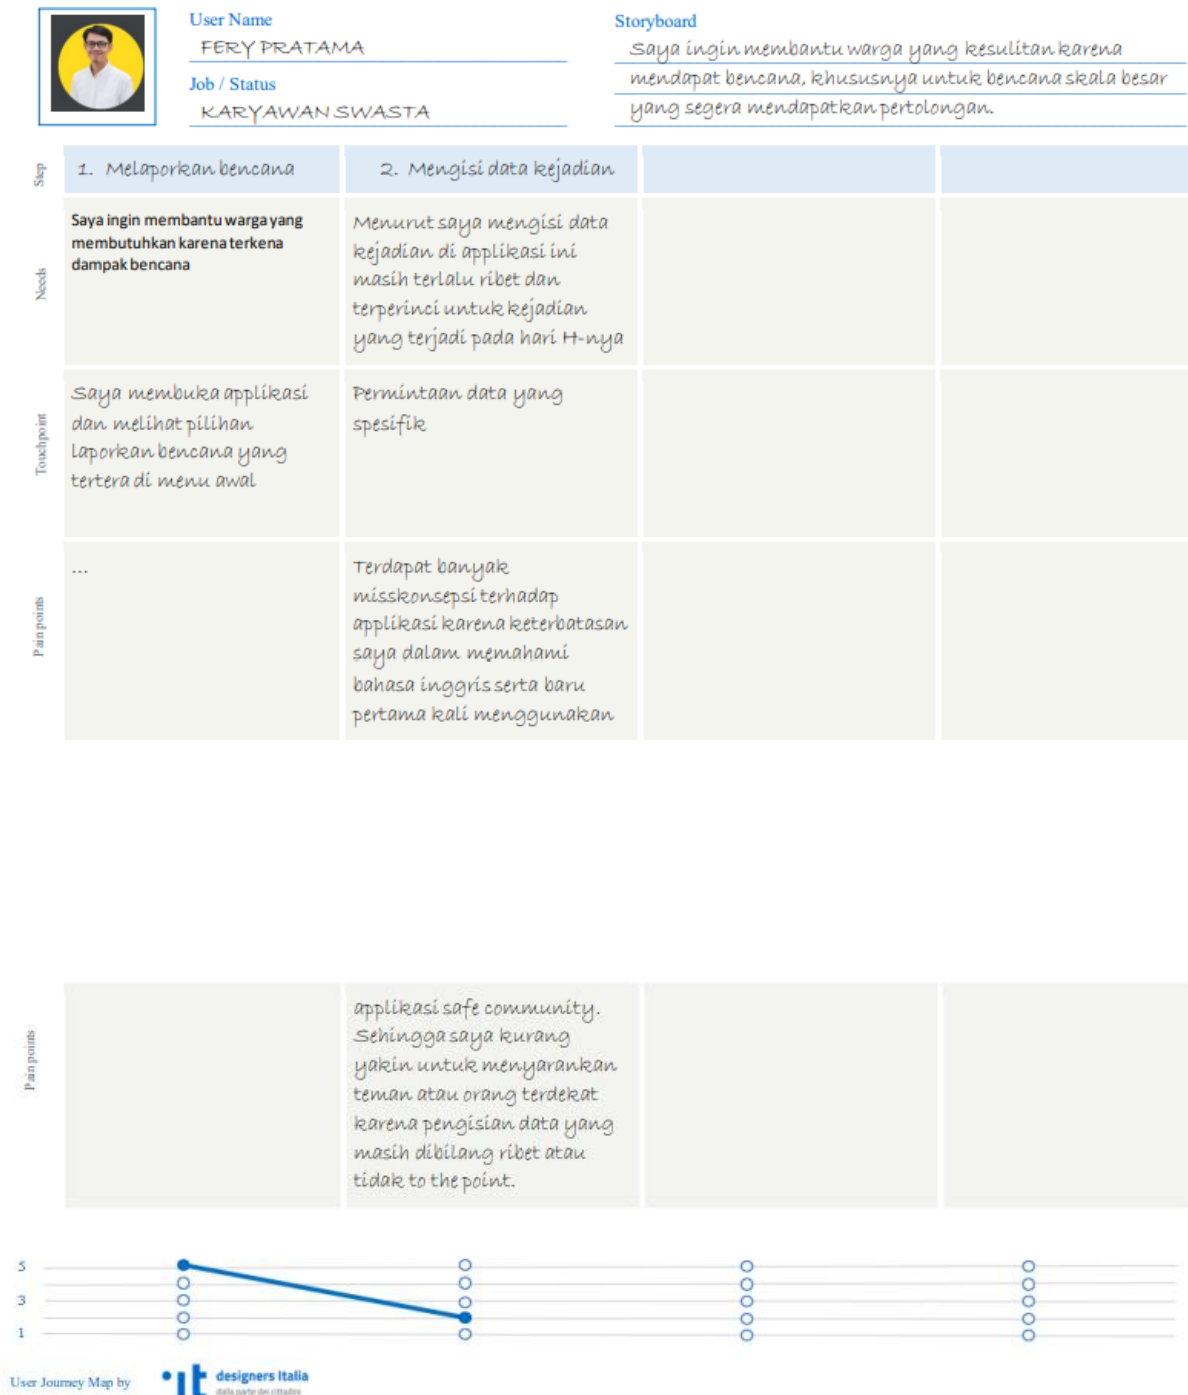 User Name
FERY PRATAMA
Job / Status
KARYAWAN SWASTA
Storyboard
Saya ingin membantu warga yang kesulitan karena
mendapat bencana, khususnya untuk bencana skala besar
yang segera mendapatkan pertolongan.
Step
1. Melaporkan bencana
2. Mengisi data kejadian
Needs
Saya ingin membantu warga yang
membutuhkan karena terkena
dampak bencana
Menurut saya mengisi data
kejadian di applikasi ini
masih terlalu ribet dan
terperinci untuk kejadian
yang terjadi pada hari H-nya
Touchpoint
Saya membuka applikasi
dan melihat pilihan
laporkan bencana yang
tertera di menu awal
Permintaan data yang
spesifik
Pain points
...
Terdapat banyak
misskonsepsi terhadap
applikasi karena keterbatasan
saya dalam memahami
bahasa inggris serta baru
pertama kali menggunakan
Pain points
applikasi safe community.
Sehingga saya kurang
yakin untuk menyarankan
teman atau orang terdekat
karena pengisian data yang
masih dibilang ribet atau
tidak to the point.
5
3
1
User Journey Map by
designers Italia
dalla parte dei cittadini